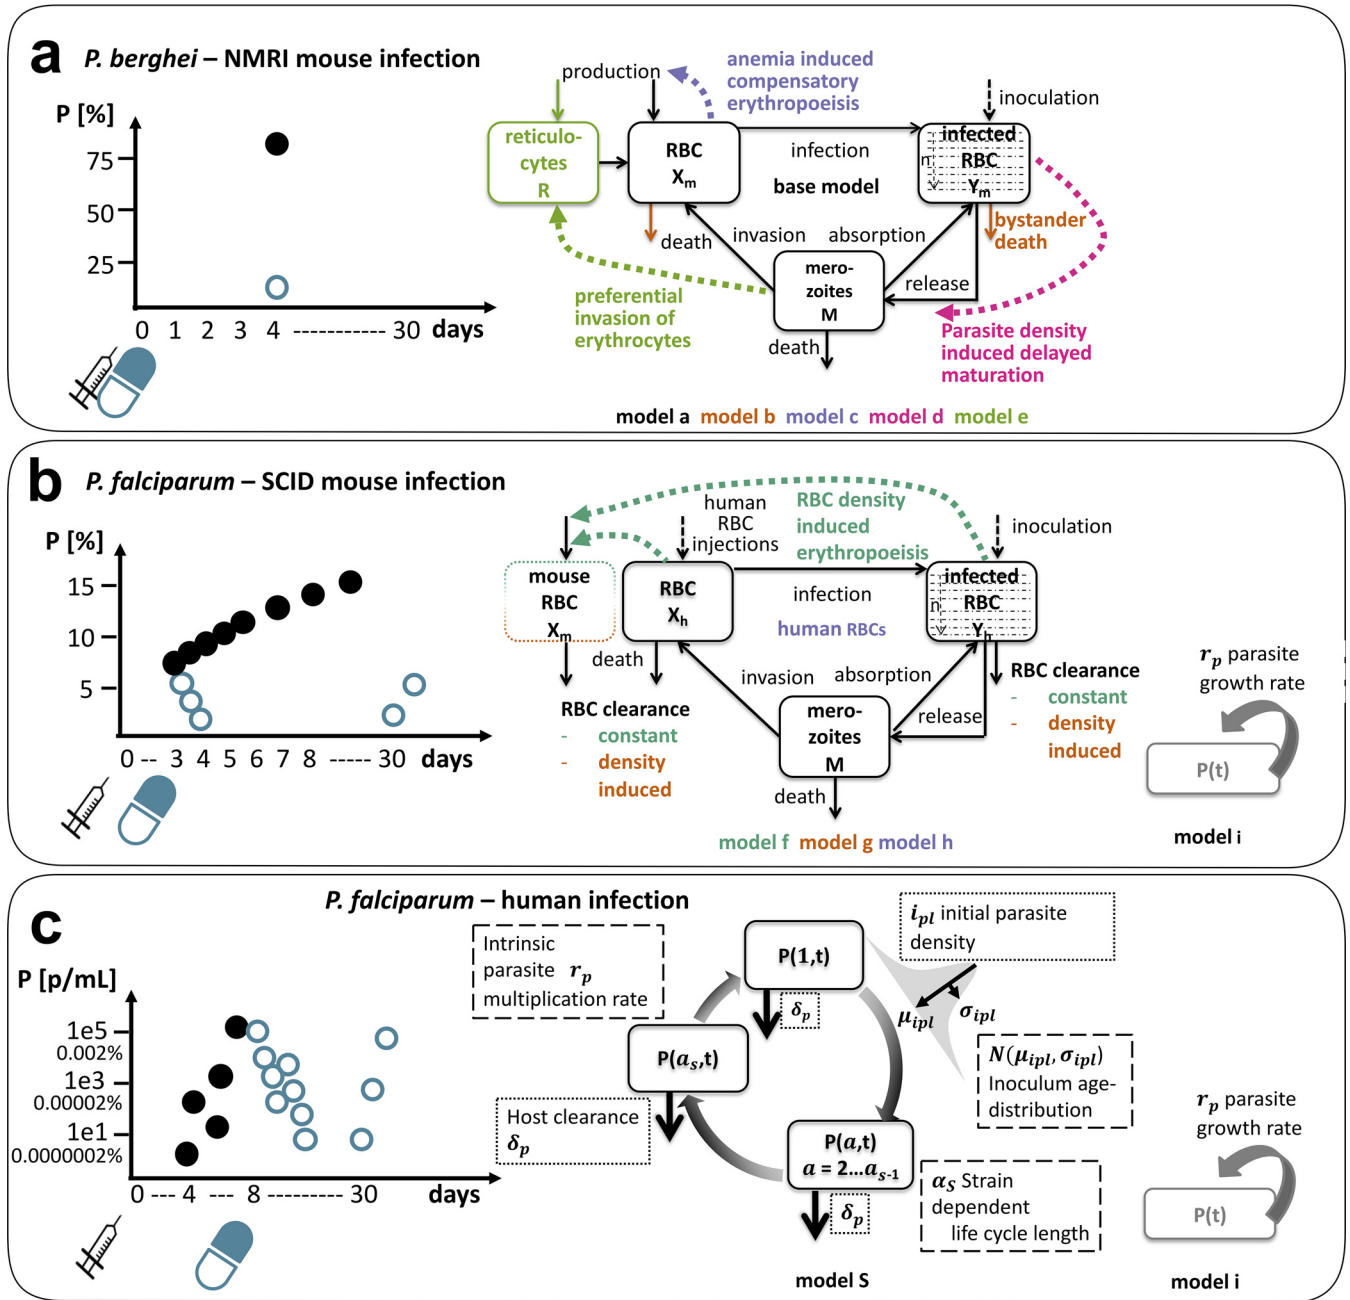 a
P. berghei – NMRI mouse infection
P [%]
75
50
25
0 1 2 3 4 ------------ 30 days
production
anemia induced
compensatory
erythropoeisis
inoculation
reticulo-
cytes
R
RBC
Xm
infection
base model
infected
RBC
Ym
n
death
invasion
absorption
bystander
death
mero-
zoites
M
release
preferential
invasion of
erythrocytes
death
Parasite density
induced delayed
maturation
model a model b model c model d model e
b
P. falciparum – SCID mouse infection
P [%]
15
10
5
0 -- 3 4 5 6 7 8 ----- 30 days
human
RBC
injections
RBC density
induced
erythropoeisis
inoculation
mouse
RBC
Xm
RBC
Xh
infection
human RBCs
infected
RBC
Yh
n
death
invasion
absorption
RBC clearance
- constant
- density
induced
mero-
zoites
M
release
RBC clearance
- constant
- density
induced
death
model f model g model h
rp parasite
growth rate
P(t)
model i
c
P. falciparum – human infection
P [p/mL]
1e5
0.002%
1e3
0.00002%
1e1
0.0000002%
0 --- 4 --- 8 --------- 30 days
Intrinsic
parasite rp
multiplication rate
P(1,t)
δp
ipl initial parasite
density
μipl
σipl
N(μipl, σipl)
Inoculum age-
distribution
P(as,t)
Host clearance
δp
P(a,t)
a = 2...as-1
δp
αS Strain
dependent
life cycle length
model S
rp parasite
growth rate
P(t)
model i